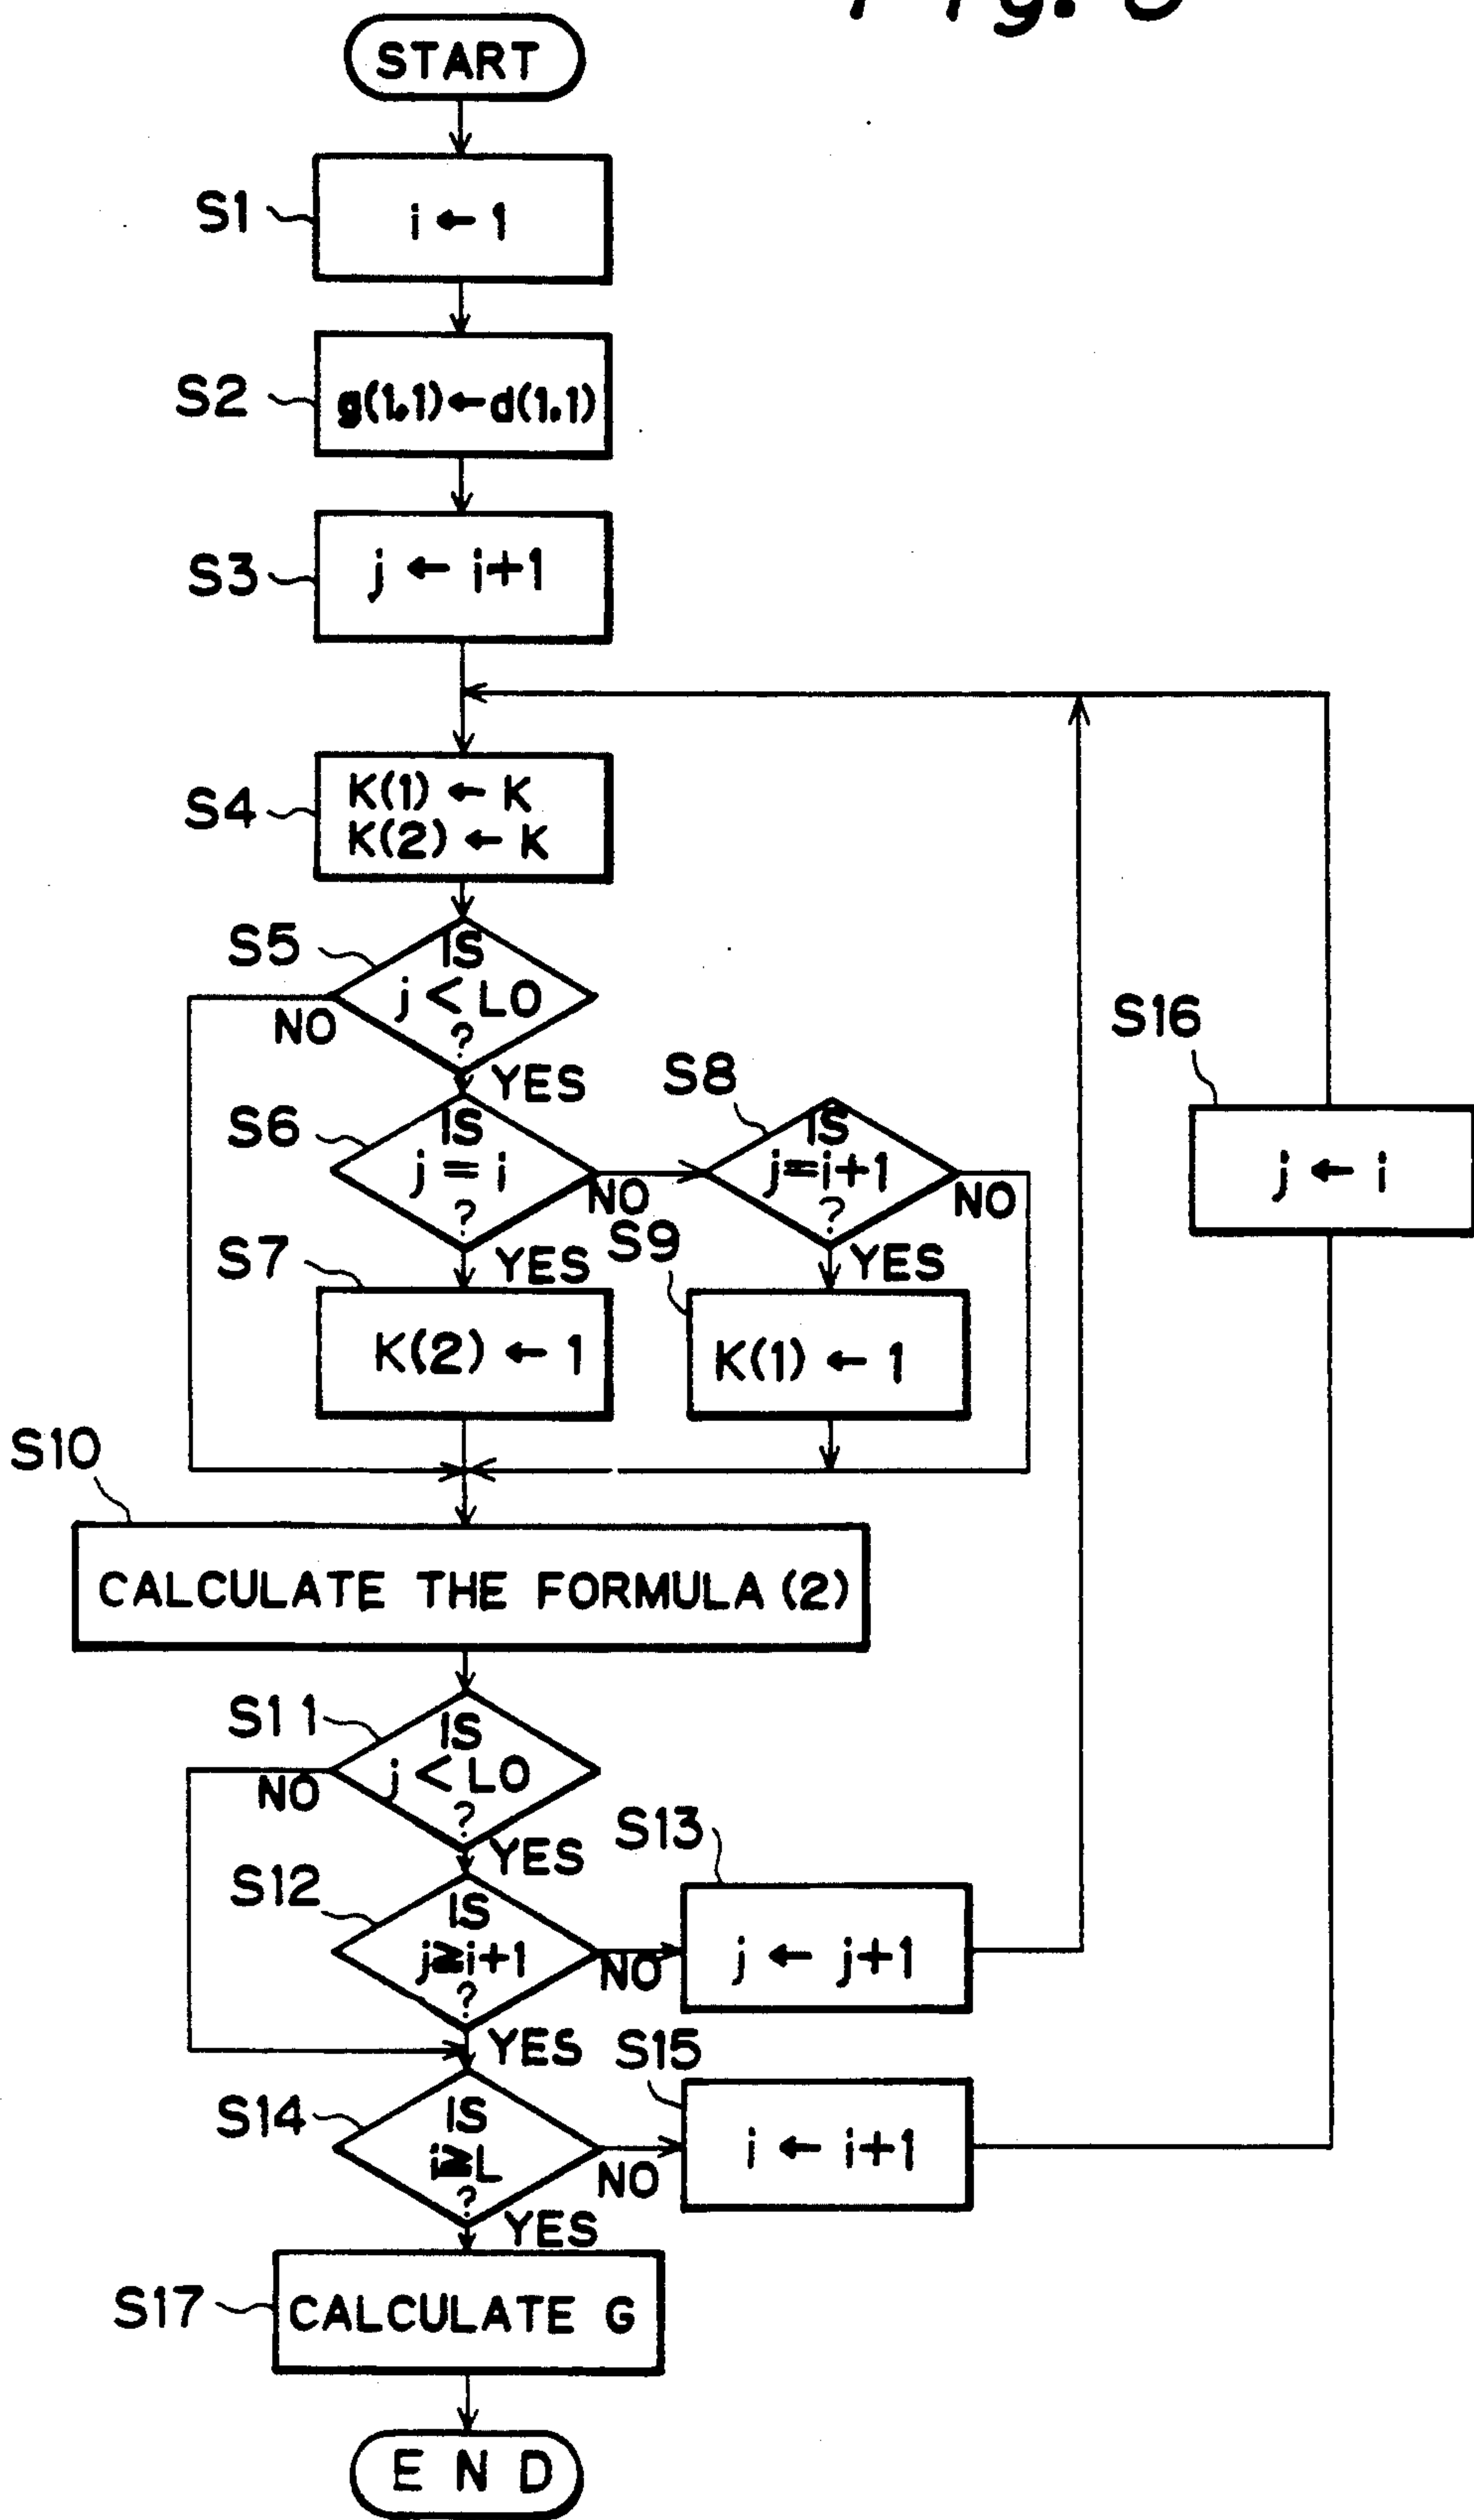 Fig.
START
S1
i ← 1
S2
g(1,1) ← d(1,1)
S3
j ← i+1
S4
K(1) ← K
K(2) ← K
S5
IS
j < LO
?
NO
YES
S6
IS
j = i
?
NO
YES
S8
IS
j=i+1
?
NO
YES
S16
j ← i
S7
K(2) ← 1
S9
K(1) ← 1
S10
CALCULATE THE FORMULA (2)
S11
IS
j < LO
?
NO
YES
S12
IS
j≧i+1
?
NO
YES
S13
j ← j+1
S14
IS
i≧L
?
NO
YES
S15
i ← i+1
S17
CALCULATE G
END